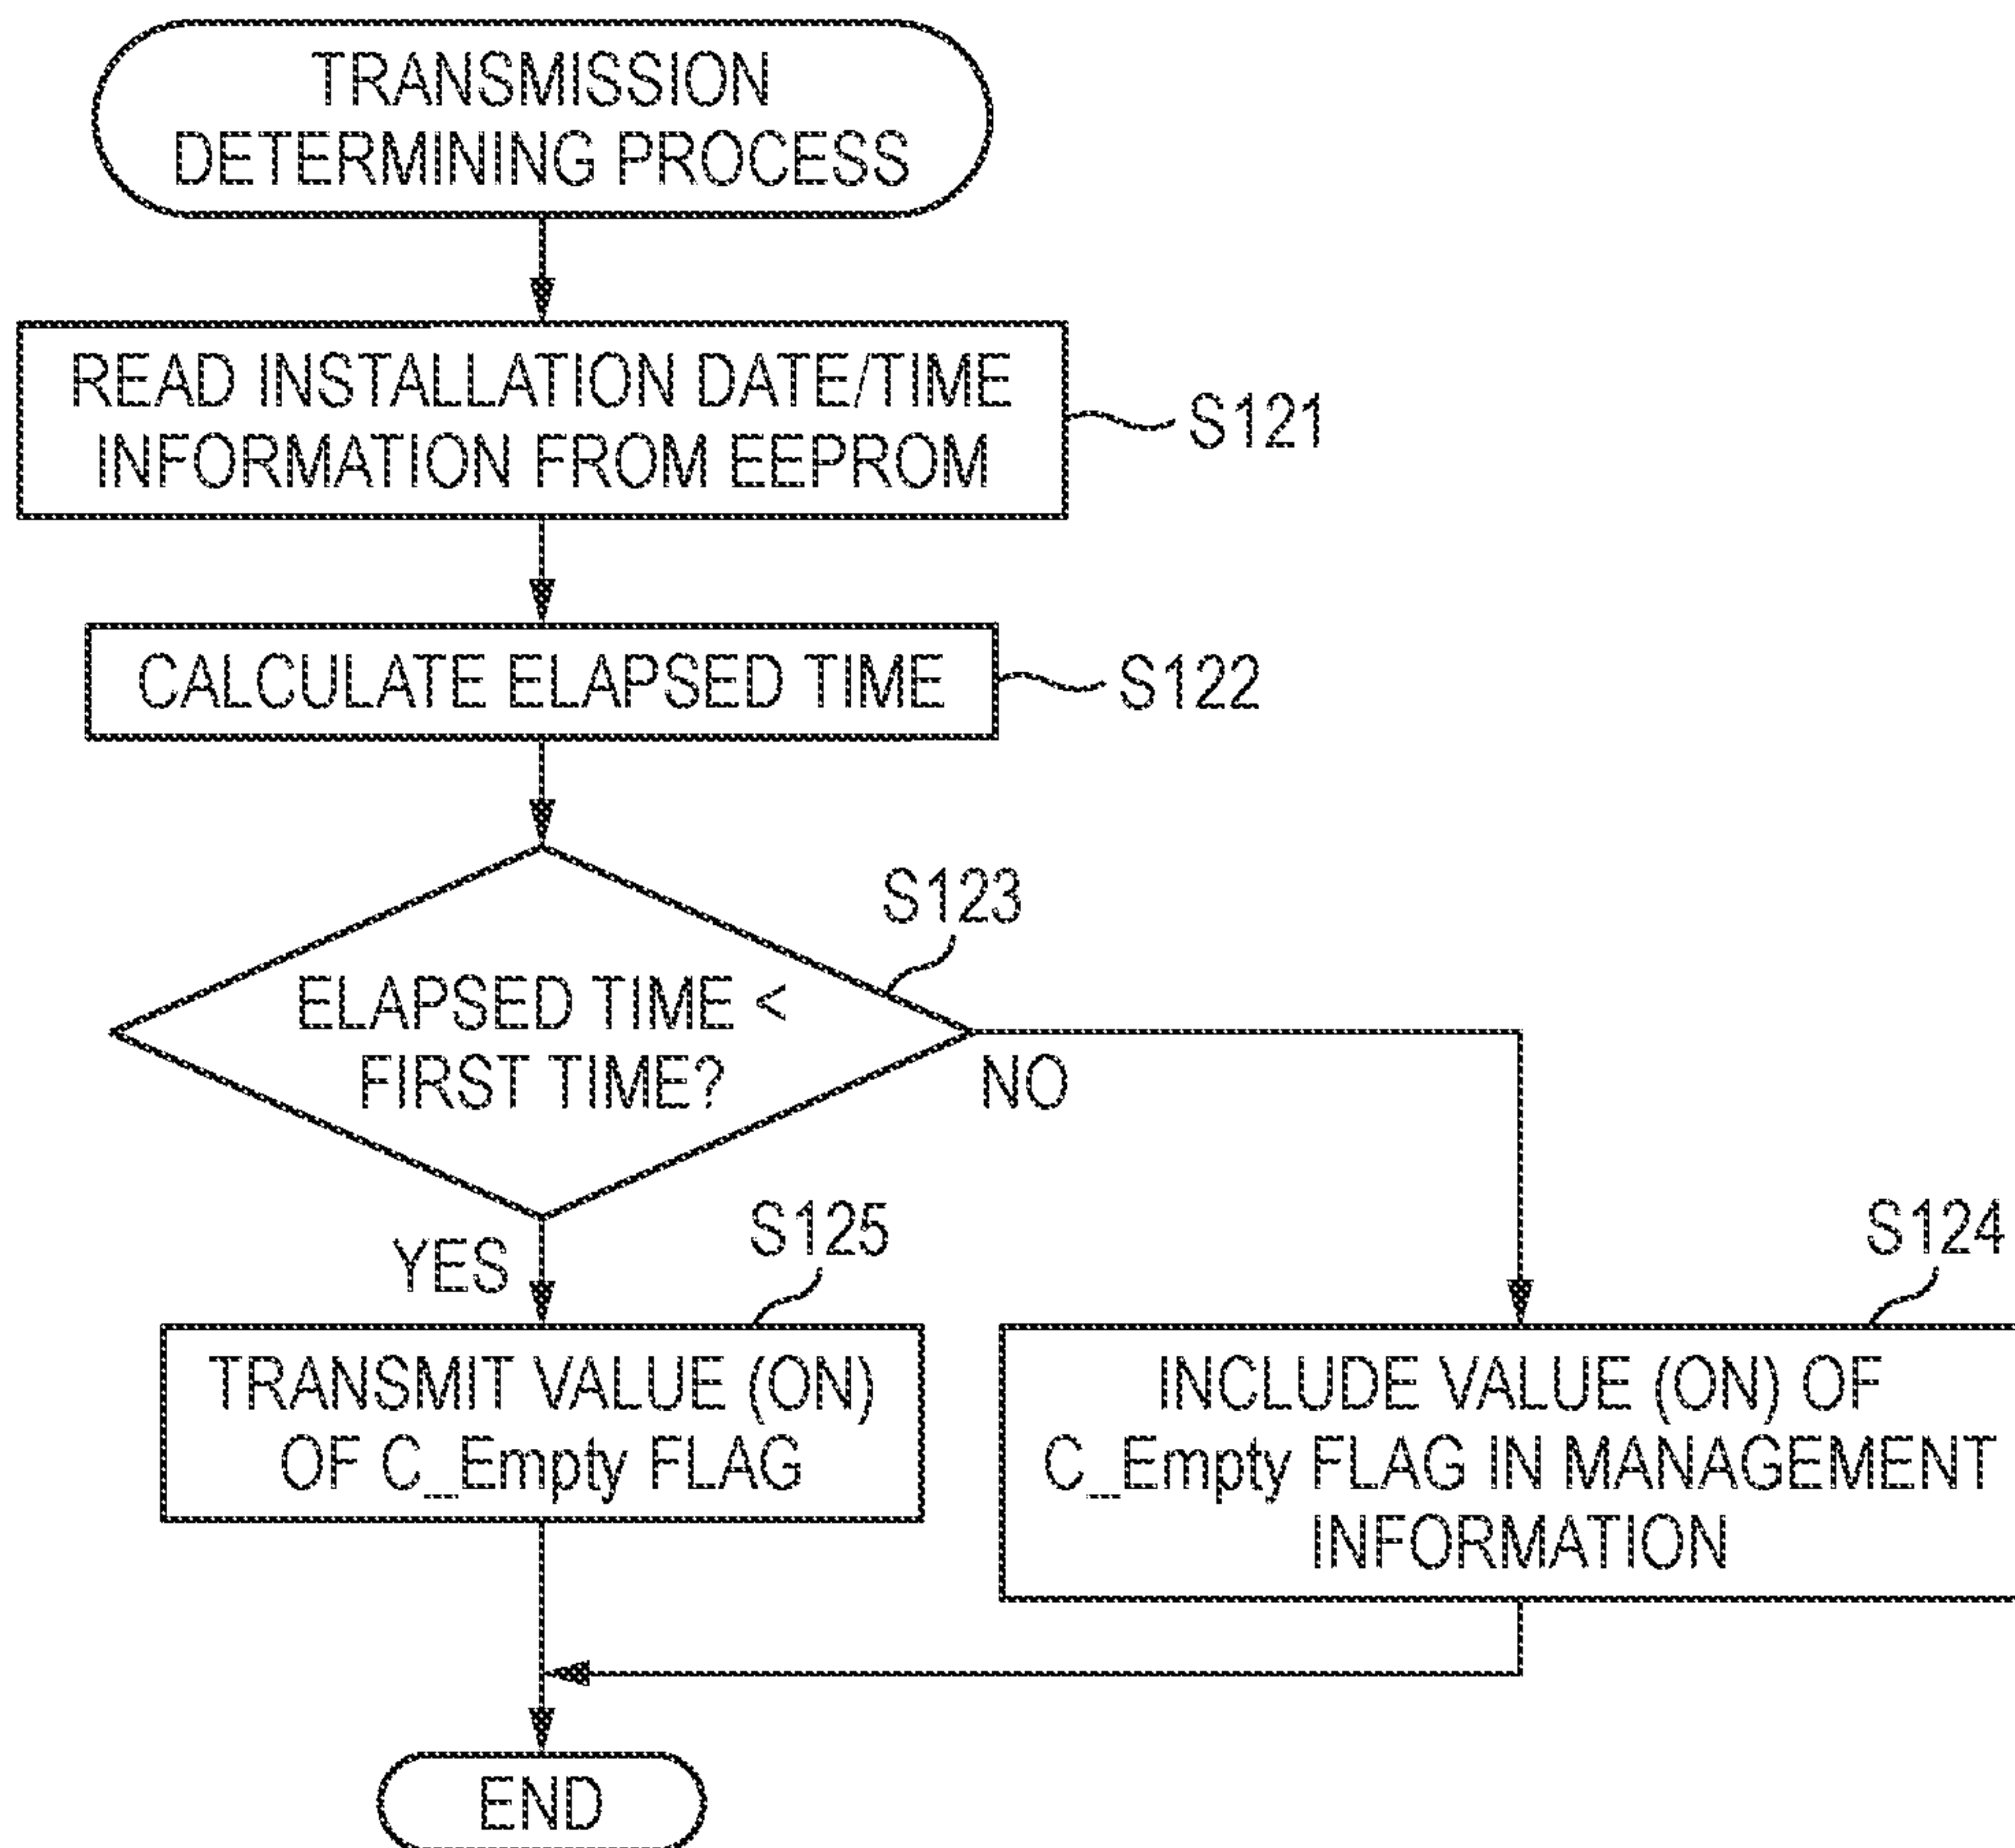 TRANSMISSION
DETERMINING PROCESS
READ INSTALLATION DATE/TIME
INFORMATION FROM EEPROM
S121
CALCULATE ELAPSED TIME
S122
S123
ELAPSED TIME <
FIRST TIME?
NO
YES
S125
S124
TRANSMIT VALUE (ON)
OF C_Empty FLAG
INCLUDE VALUE (ON) OF
C_Empty FLAG IN MANAGEMENT
INFORMATION
END